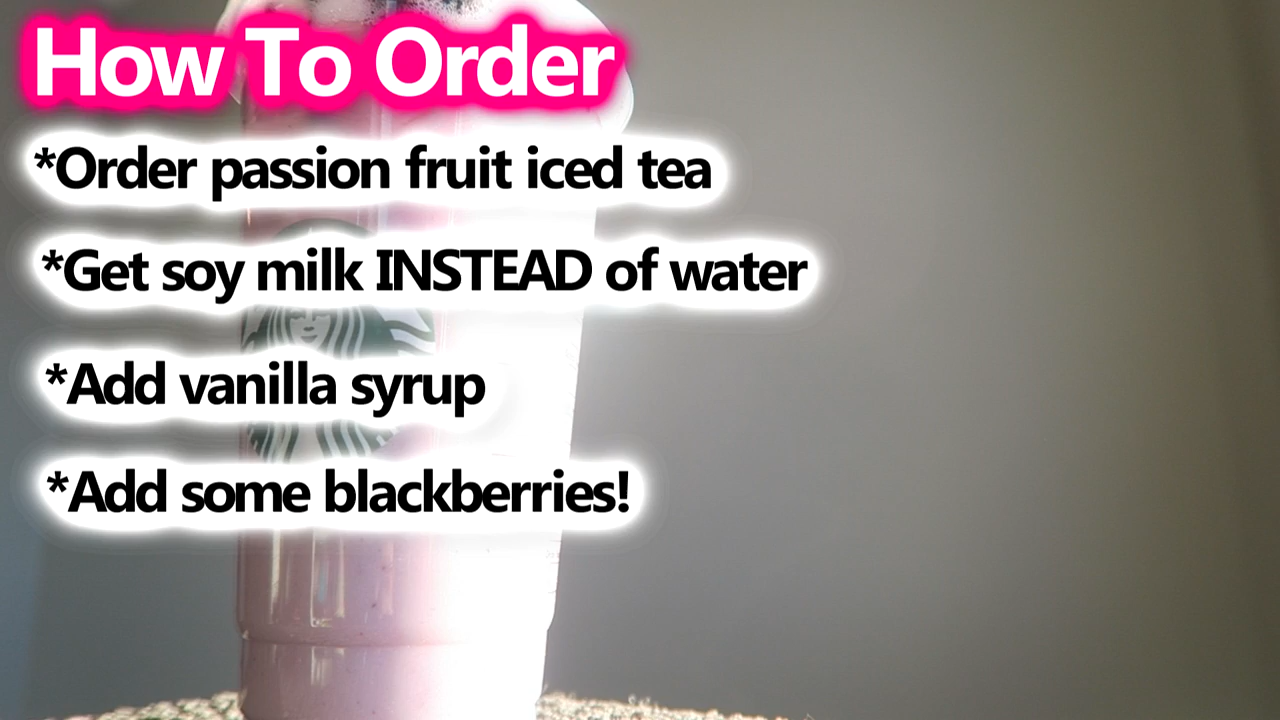 How To Order
*Order passion fruit iced tea
*Get soy milk INSTEAD of water
*Add vanilla syrup
*Add some blackberries!